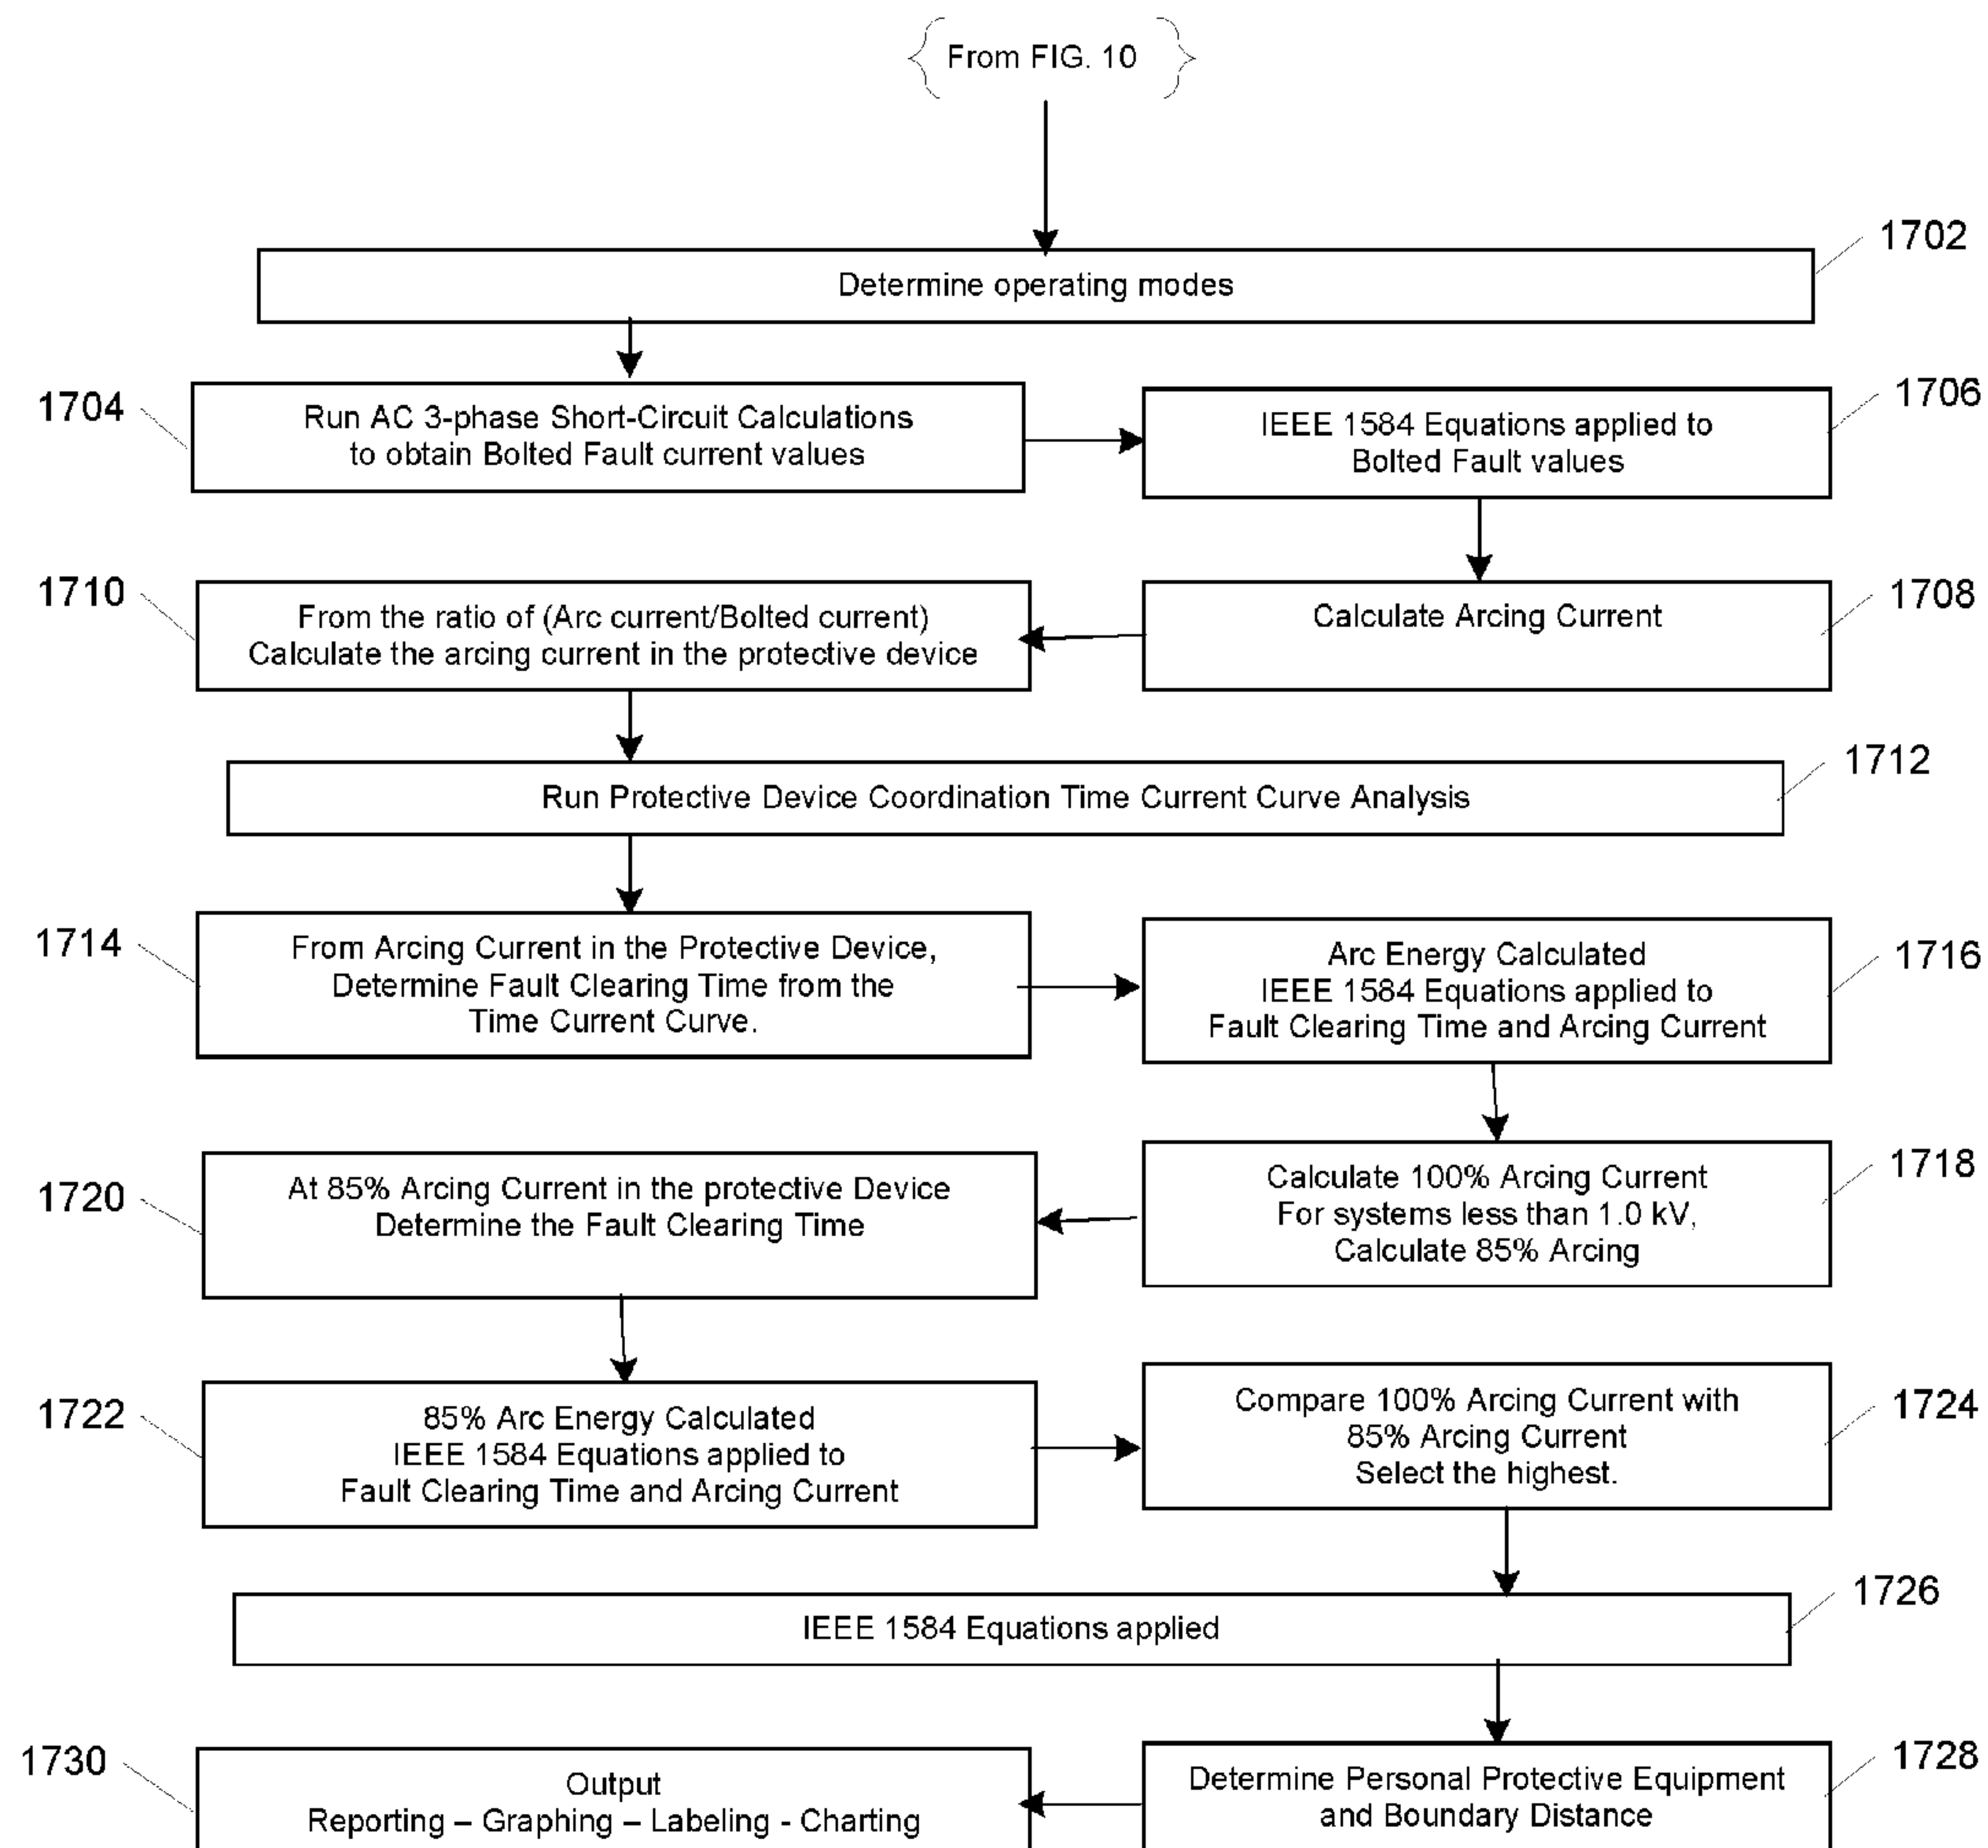 From FIG. 10
1702
Determine operating modes
1704
Run AC 3-phase Short-Circuit Calculations
to obtain Bolted Fault current values
1706
IEEE 1584 Equations applied to
Bolted Fault values
1710
From the ratio of (Arc current/Bolted current)
Calculate the arcing current in the protective device
1708
Calculate Arcing Current
1712
Run Protective Device Coordination Time Current Curve Analysis
1714
From Arcing Current in the Protective Device,
Determine Fault Clearing Time from the
Time Current Curve.
1716
Arc Energy Calculated
IEEE 1584 Equations applied to
Fault Clearing Time and Arcing Current
1720
At 85% Arcing Current in the protective Device
Determine the Fault Clearing Time
1718
Calculate 100% Arcing Current
For systems less than 1.0 kV,
Calculate 85% Arcing
1722
85% Arc Energy Calculated
IEEE 1584 Equations applied to
Fault Clearing Time and Arcing Current
1724
Compare 100% Arcing Current with
85% Arcing Current
Select the highest.
1726
IEEE 1584 Equations applied
1730
Output
Reporting – Graphing – Labeling - Charting
1728
Determine Personal Protective Equipment
and Boundary Distance